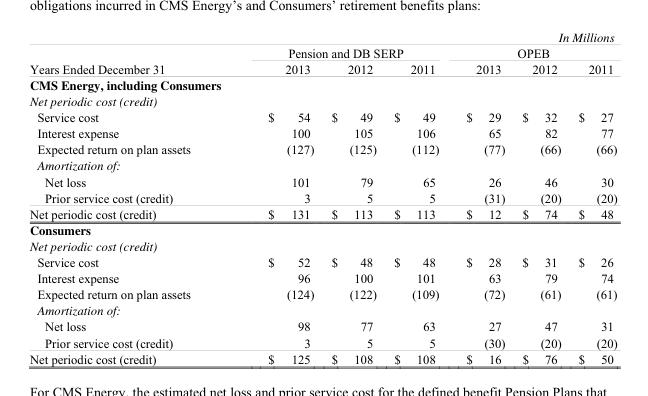 obligations incurred in CMS Energy's and Consumers' retirement benefits plans:
In Millions
Pension and DB SERP OPEB
Years Ended December 31 2013 2012 2011 2013 2012 2011
CMS Energy, including Consumers
Net periodic cost (credit)
Service cost $ 54 $ 49 $ 49 $ 29 $ 32 $ 27
Interest expense 100 105 106 65 82 77
Expected return on plan assets (127) (125) (112) (77) (66) (66)
Amortization of:
Net loss 101 79 65 26 46 30
Prior service cost (credit) 3 5 5 (31) (20) (20)
Net periodic cost (credit) $ 131 $ 113 $ 113 $ 12 $ 74 $ 48
Consumers
Net periodic cost (credit)
Service cost $ 52 $ 48 $ 48 $ 28 $ 31 $ 26
Interest expense 96 100 101 63 79 74
Expected return on plan assets (124) (122) (109) (72) (61) (61)
Amortization of:
Net loss 98 77 63 27 47 31
Prior service cost (credit) 3 5 5 (30) (20) (20)
Net periodic cost (credit) $ 125 $ 108 $ 108 $ 16 $ 76 $ 50
For CMS Energy, the estimated net loss and prior service cost for the defined benefit Pension Plans that